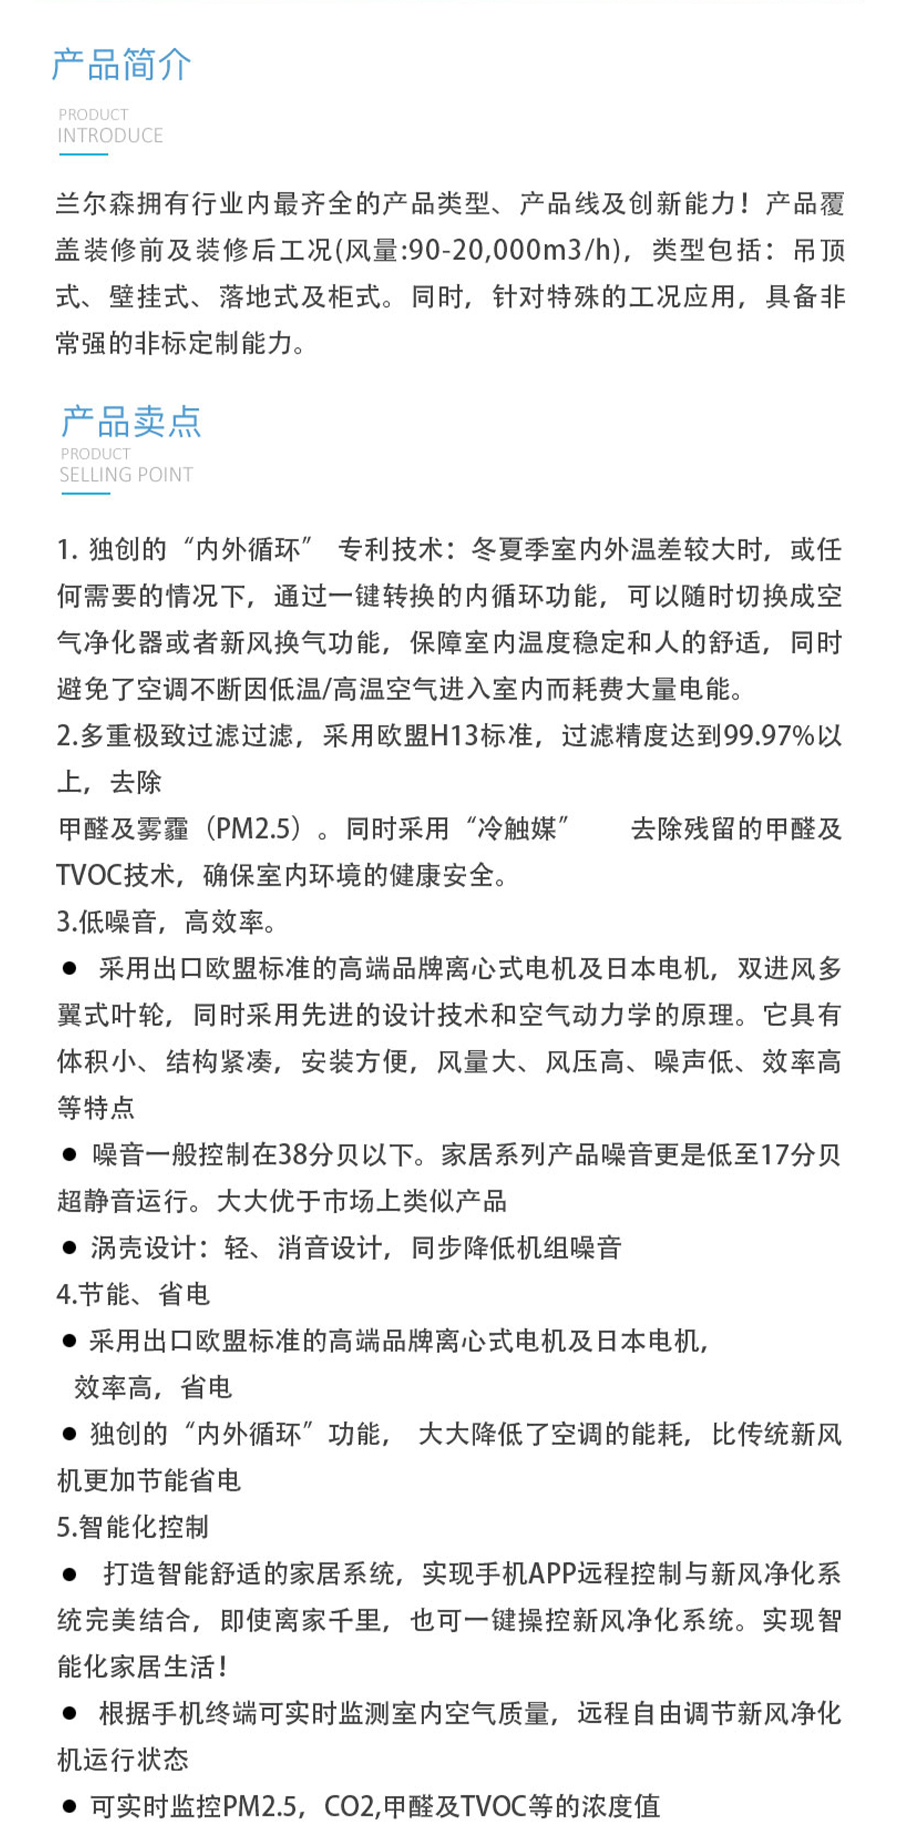 产品简介
PRODUCT
INTRODUCE
兰尔森拥有行业内最齐全的产品类型、产品线及创新能力！产品覆
盖装修前及装修后工况(风量:90-20,000m3/h)，类型包括：吊顶
式、壁挂式、落地式及柜式。同时，针对特殊的工况应用，具备非
常强的非标定制能力。
产品卖点
PRODUCT
SELLING POINT
1. 独创的“内外循环” 专利技术：冬夏季室内外温差较大时，或任
何需要的情况下，通过一键转换的内循环功能，可以随时切换成空
气净化器或者新风换气功能，保障室内温度稳定和人的舒适，同时
避免了空调不断因低温/高温空气进入室内而耗费大量电能。
2.多重极致过滤过滤，采用欧盟H13标准，过滤精度达到99.97%以
上，去除
甲醛及雾霾（PM2.5）。同时采用“冷触媒” 去除残留的甲醛及
TVOC技术，确保室内环境的健康安全。
3.低噪音，高效率。
● 采用出口欧盟标准的高端品牌离心式电机及日本电机，双进风多
翼式叶轮，同时采用先进的设计技术和空气动力学的原理。它具有
体积小、结构紧凑，安装方便，风量大、风压高、噪声低、效率高
等特点
● 噪音一般控制在38分贝以下。家居系列产品噪音更是低至17分贝
超静音运行。大大优于市场上类似产品
● 涡壳设计：轻、消音设计，同步降低机组噪音
4.节能、省电
● 采用出口欧盟标准的高端品牌离心式电机及日本电机，
效率高，省电
● 独创的“内外循环”功能， 大大降低了空调的能耗，比传统新风
机更加节能省电
5.智能化控制
● 打造智能舒适的家居系统，实现手机APP远程控制与新风净化系
统完美结合，即使离家千里，也可一键操控新风净化系统。实现智
能化家居生活！
● 根据手机终端可实时监测室内空气质量，远程自由调节新风净化
机运行状态
● 可实时监控PM2.5，CO2,甲醛及TVOC等的浓度值